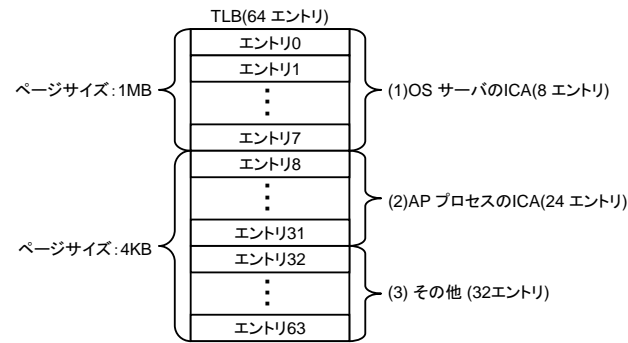 TLB(64 エントリ)
エントリ0
エントリ1
ページサイズ：1MB
(1)OS サーバのICA(8 エントリ)
エントリ7
エントリ8
(2)AP プロセスのICA(24 エントリ)
エントリ31
ページサイズ：4KB
エントリ32
(3) その他 (32エントリ)
エントリ63